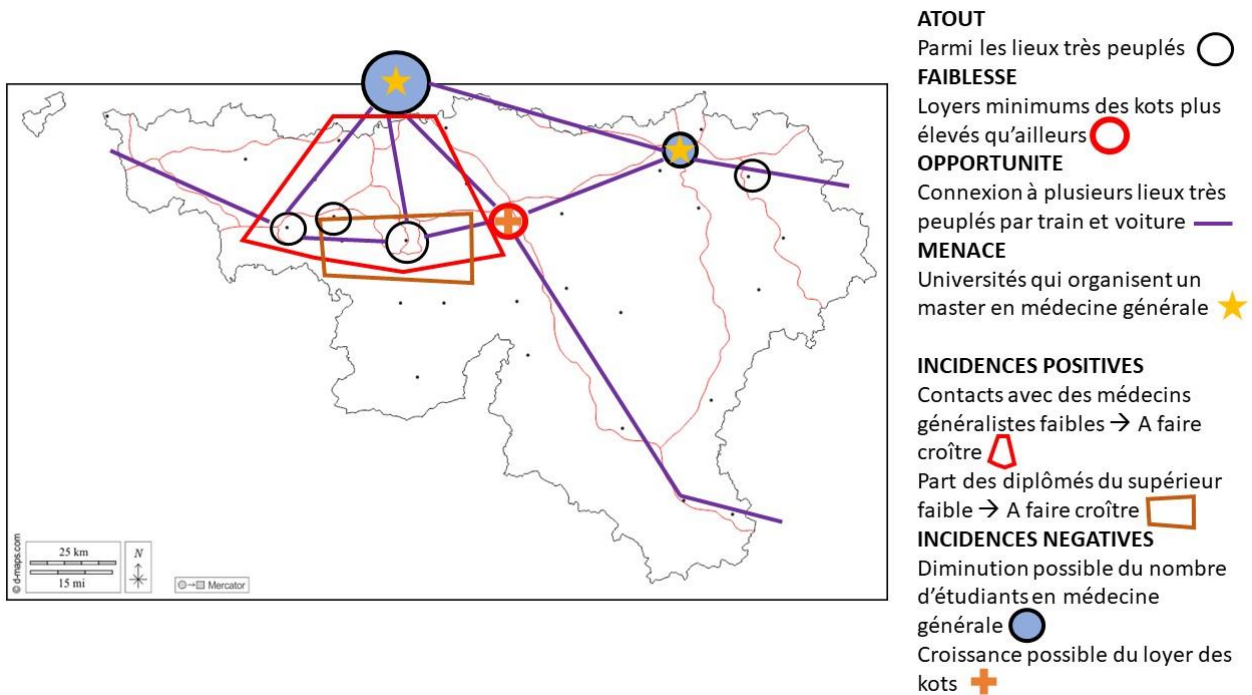 ATOUT
Parmi les lieux très peuplés
FAIBLESSE
Loyers minimums des kots plus
élevés qu'ailleurs
OPPORTUNITE
Connexion à plusieurs lieux très
peuplés par train et voiture
MENACE
Universités qui organisent un
master en médecine générale
INCIDENCES POSITIVES
Contacts avec des médecins
généralistes faibles → A faire
croître
Part des diplômés du supérieur
faible → A faire croître
INCIDENCES NEGATIVES
Diminution possible du nombre
d'étudiants en médecine
générale
Croissance possible du loyer des
kots
© d-maps.com
25 km
15 mi
N
Mercator